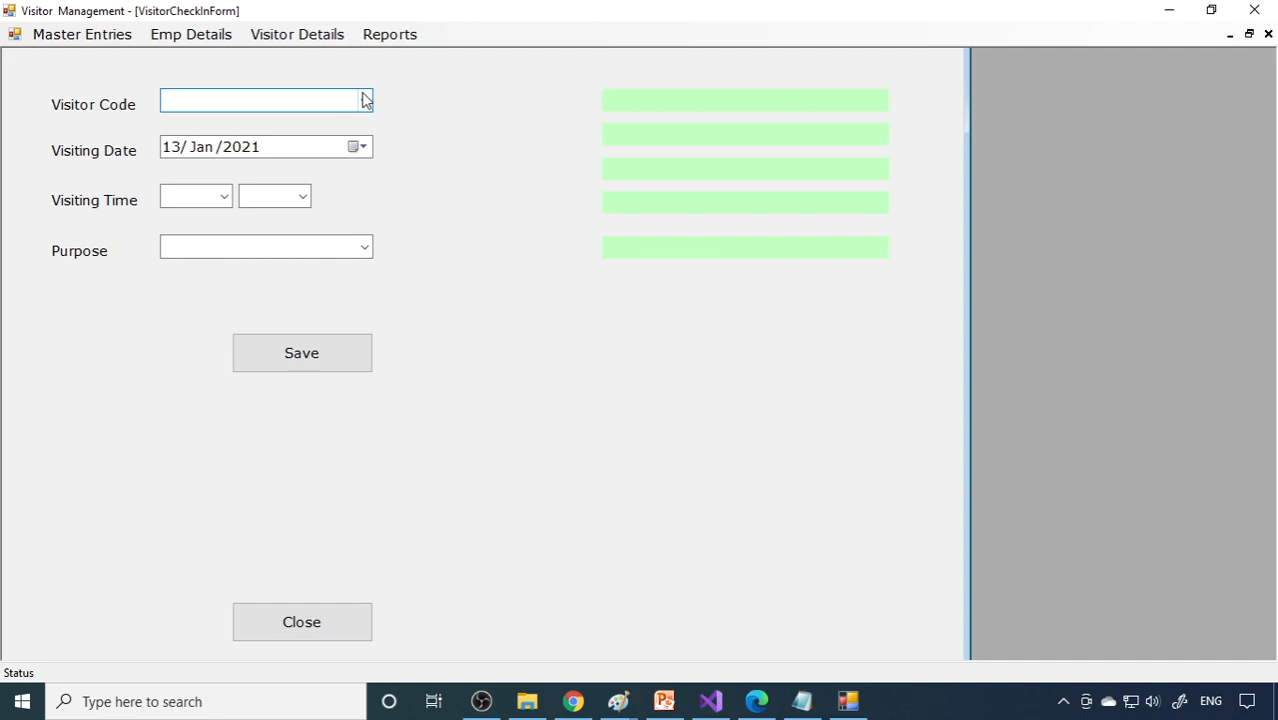 Visitor Management - [VisitorCheckInForm]
Master Entries Emp Details Visitor Details Reports
Visitor Code
Visiting Date 13/ Jan /2021
Visiting Time
Purpose
Save
Close
Status
Type here to search ENG